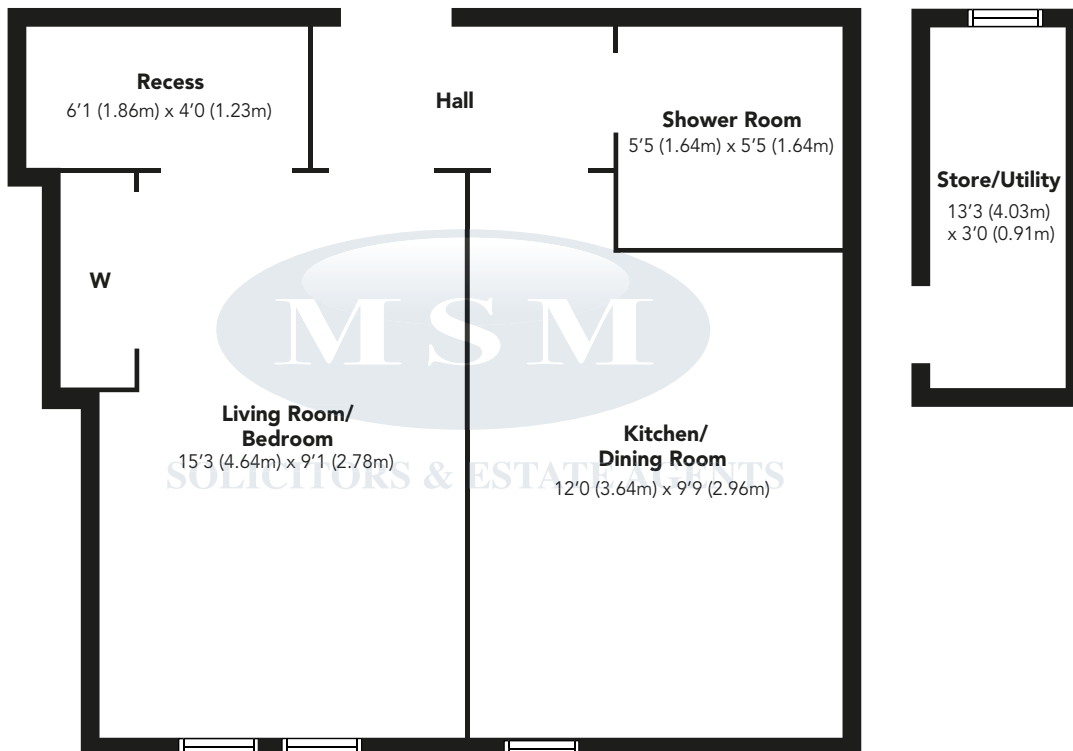 Recess
6’1 (1.86m) x 4’0 (1.23m)
Hall
Shower Room
5’5 (1.64m) x 5’5 (1.64m)
Store/Utility
13’3 (4.03m)
x 3’0 (0.91m)
W
MSM
SOLICITORS & ESTATE AGENTS
Living Room/
Bedroom
15’3 (4.64m) x 9’1 (2.78m)
Kitchen/
Dining Room
12’0 (3.64m) x 9’9 (2.96m)